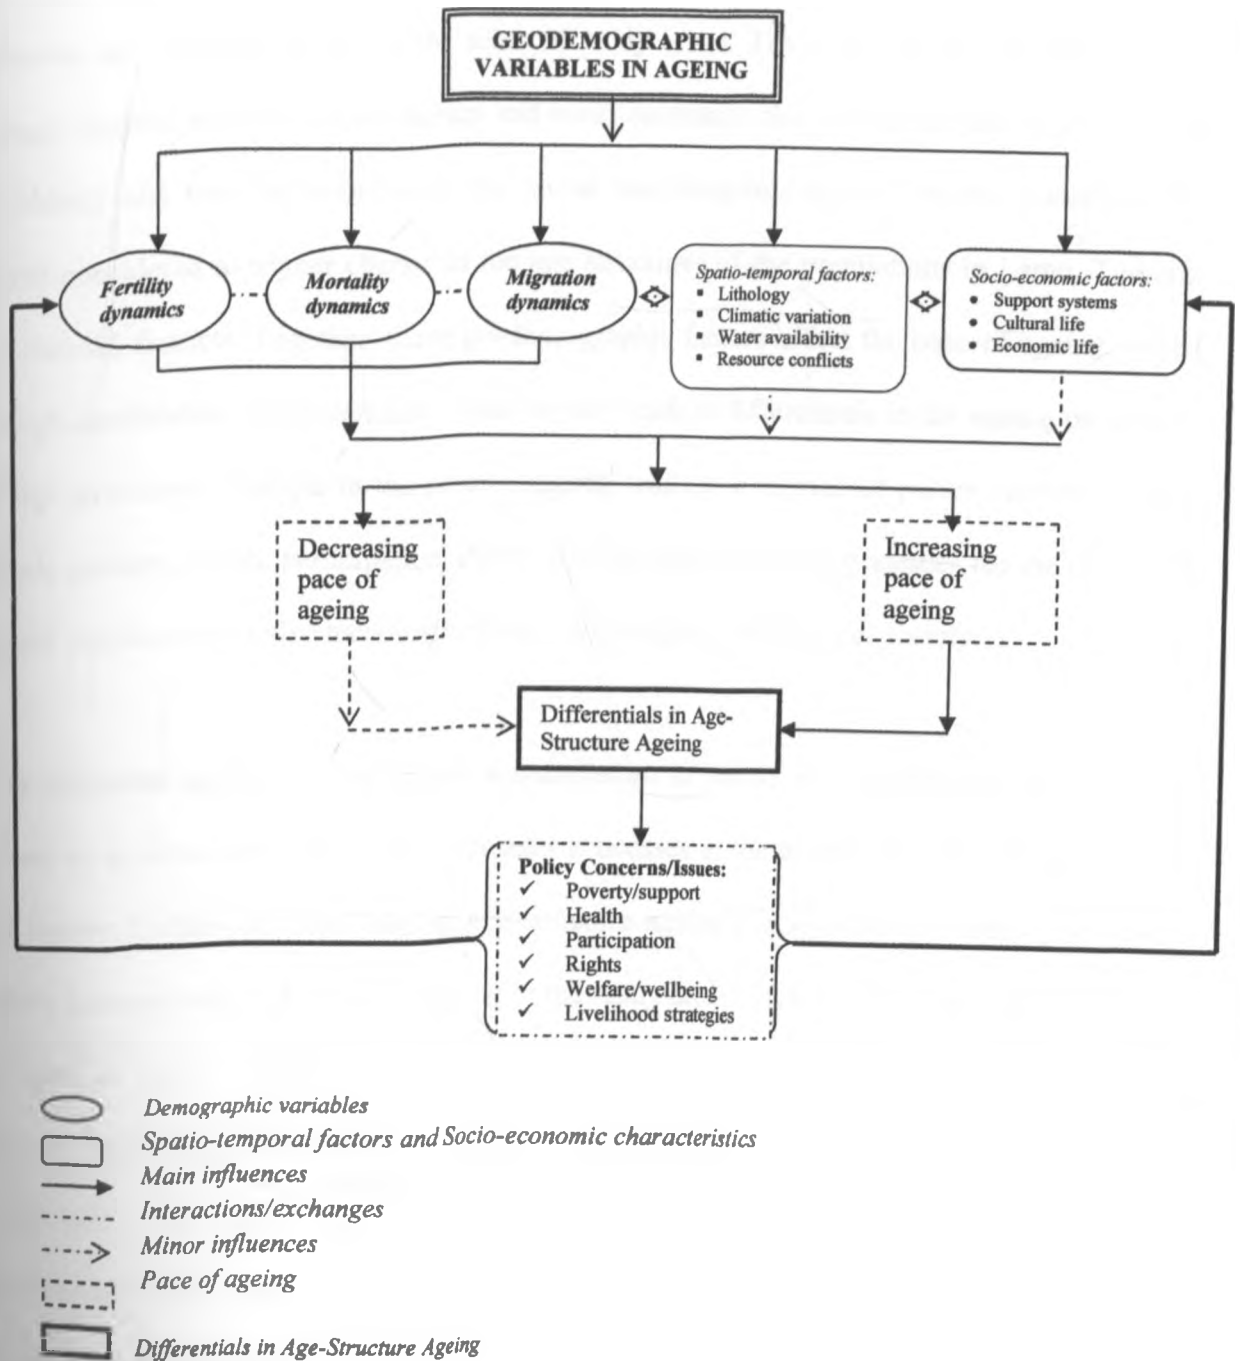 GEODEMOGRAPHIC
VARIABLES IN AGEING
Fertility
dynamics
Mortality
dynamics
Migration
dynamics
Spatio-temporal factors:
▪ Lithology
▪ Climatic variation
▪ Water availability
▪ Resource conflicts
Socio-economic factors:
• Support systems
• Cultural life
• Economic life
Decreasing
pace of
ageing
Increasing
pace of
ageing
Differentials in Age-
Structure Ageing
Policy Concerns/Issues:
✓ Poverty/support
✓ Health
✓ Participation
✓ Rights
✓ Welfare/wellbeing
✓ Livelihood strategies
Demographic variables
Spatio-temporal factors and Socio-economic characteristics
Main influences
Interactions/exchanges
Minor influences
Pace of ageing
Differentials in Age-Structure Ageing